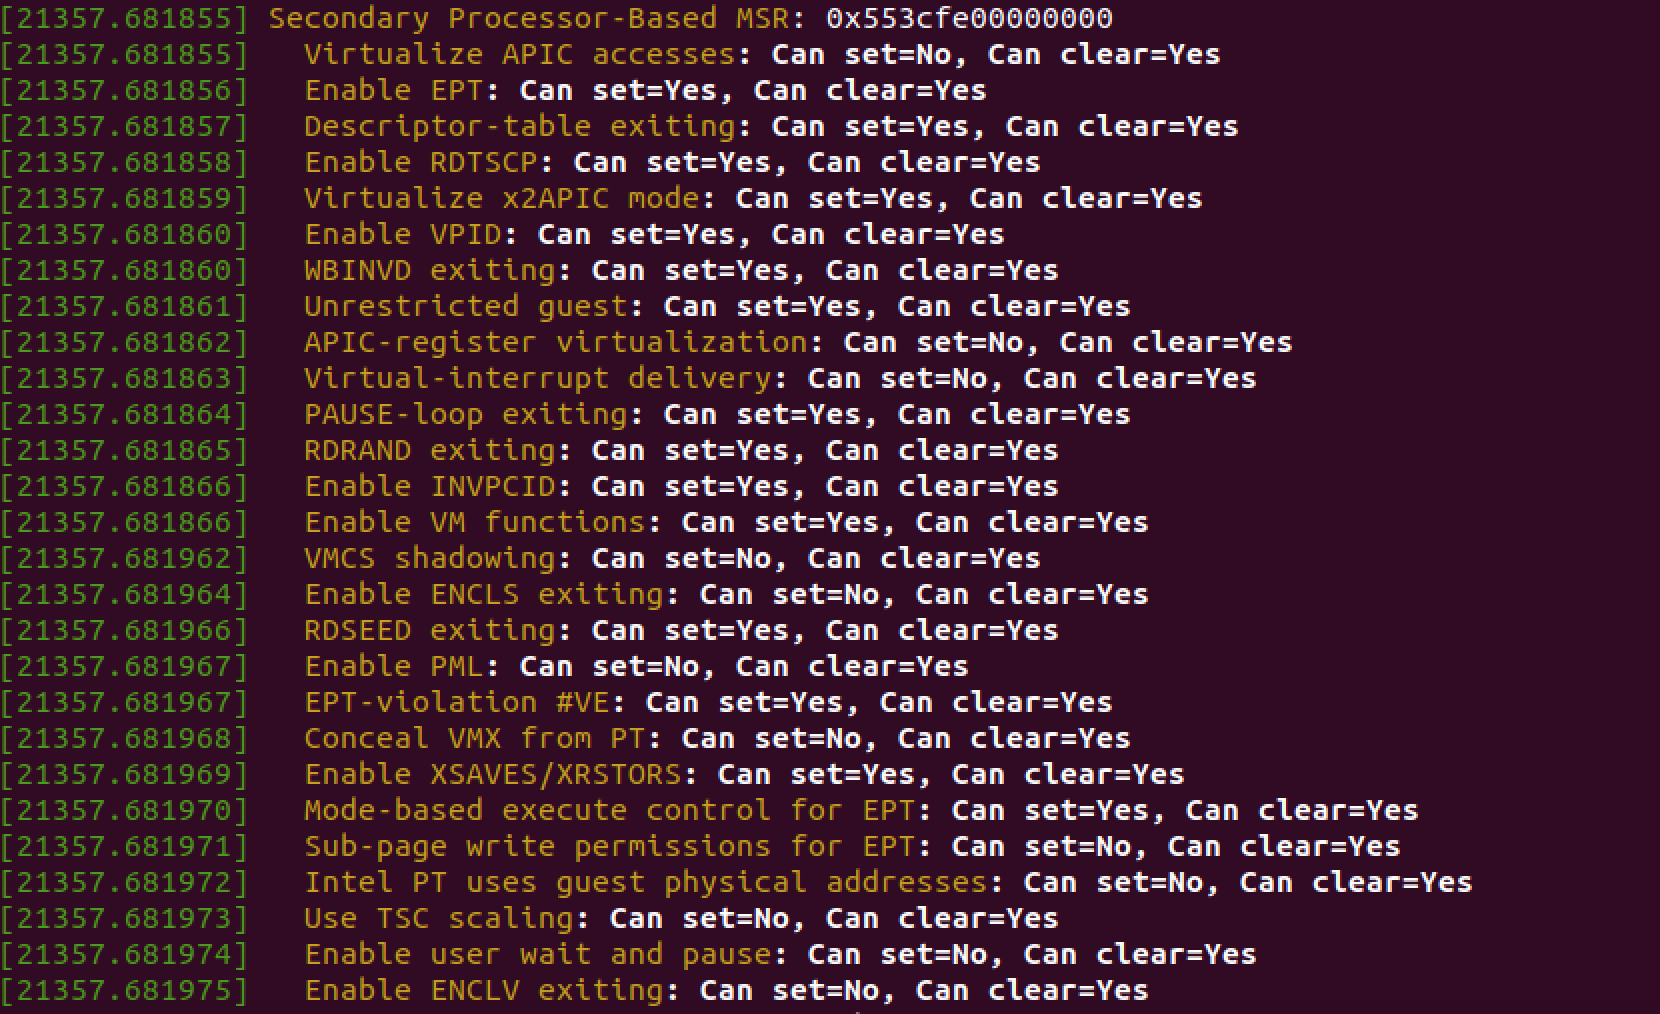 [21357.681855] Secondary Processor-Based MSR: 0x553cfe00000000
[21357.681855]   Virtualize APIC accesses: Can set=No, Can clear=Yes
[21357.681856]   Enable EPT: Can set=Yes, Can clear=Yes
[21357.681857]   Descriptor-table exiting: Can set=Yes, Can clear=Yes
[21357.681858]   Enable RDTSCP: Can set=Yes, Can clear=Yes
[21357.681859]   Virtualize x2APIC mode: Can set=Yes, Can clear=Yes
[21357.681860]   Enable VPID: Can set=Yes, Can clear=Yes
[21357.681860]   WBINVD exiting: Can set=Yes, Can clear=Yes
[21357.681861]   Unrestricted guest: Can set=Yes, Can clear=Yes
[21357.681862]   APIC-register virtualization: Can set=No, Can clear=Yes
[21357.681863]   Virtual-interrupt delivery: Can set=No, Can clear=Yes
[21357.681864]   PAUSE-loop exiting: Can set=Yes, Can clear=Yes
[21357.681865]   RDRAND exiting: Can set=Yes, Can clear=Yes
[21357.681866]   Enable INVPCID: Can set=Yes, Can clear=Yes
[21357.681866]   Enable VM functions: Can set=Yes, Can clear=Yes
[21357.681962]   VMCS shadowing: Can set=No, Can clear=Yes
[21357.681964]   Enable ENCLS exiting: Can set=No, Can clear=Yes
[21357.681966]   RDSEED exiting: Can set=Yes, Can clear=Yes
[21357.681967]   Enable PML: Can set=No, Can clear=Yes
[21357.681967]   EPT-violation #VE: Can set=Yes, Can clear=Yes
[21357.681968]   Conceal VMX from PT: Can set=No, Can clear=Yes
[21357.681969]   Enable XSAVES/XRSTORS: Can set=Yes, Can clear=Yes
[21357.681970]   Mode-based execute control for EPT: Can set=Yes, Can clear=Yes
[21357.681971]   Sub-page write permissions for EPT: Can set=No, Can clear=Yes
[21357.681972]   Intel PT uses guest physical addresses: Can set=No, Can clear=Yes
[21357.681973]   Use TSC scaling: Can set=No, Can clear=Yes
[21357.681974]   Enable user wait and pause: Can set=No, Can clear=Yes
[21357.681975]   Enable ENCLV exiting: Can set=No, Can clear=Yes